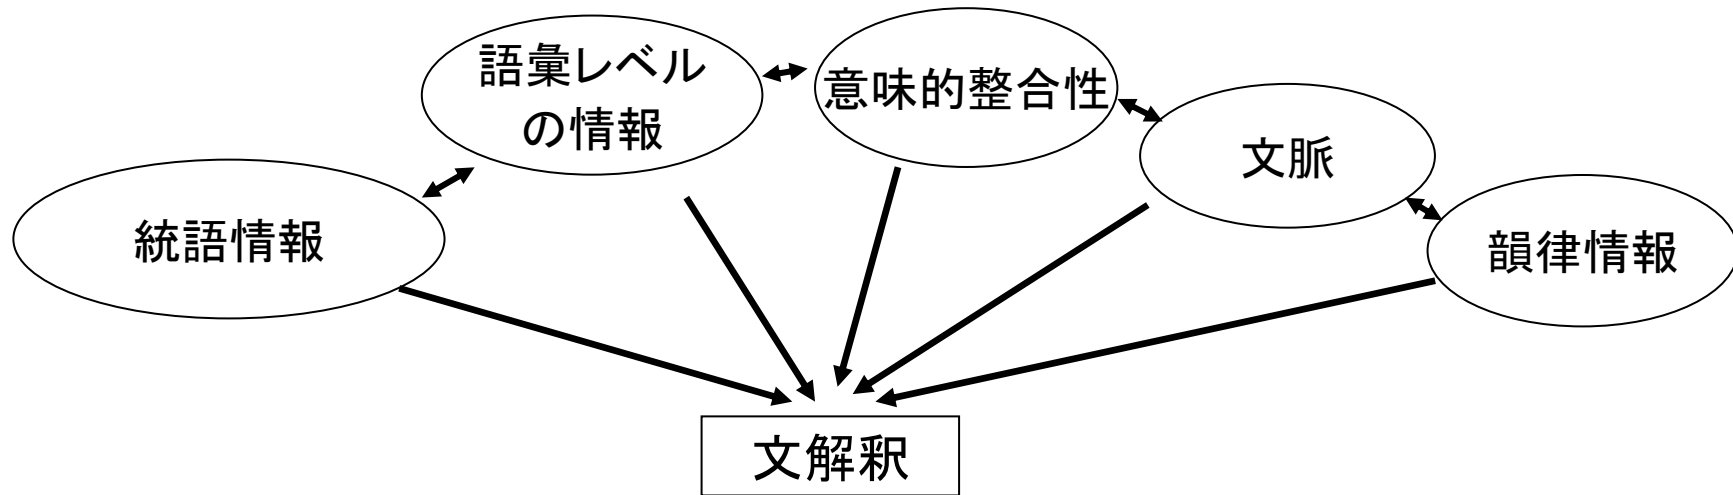 語彙レベル
の情報
意味的整合性
文脈
統語情報
韻律情報
文解釈